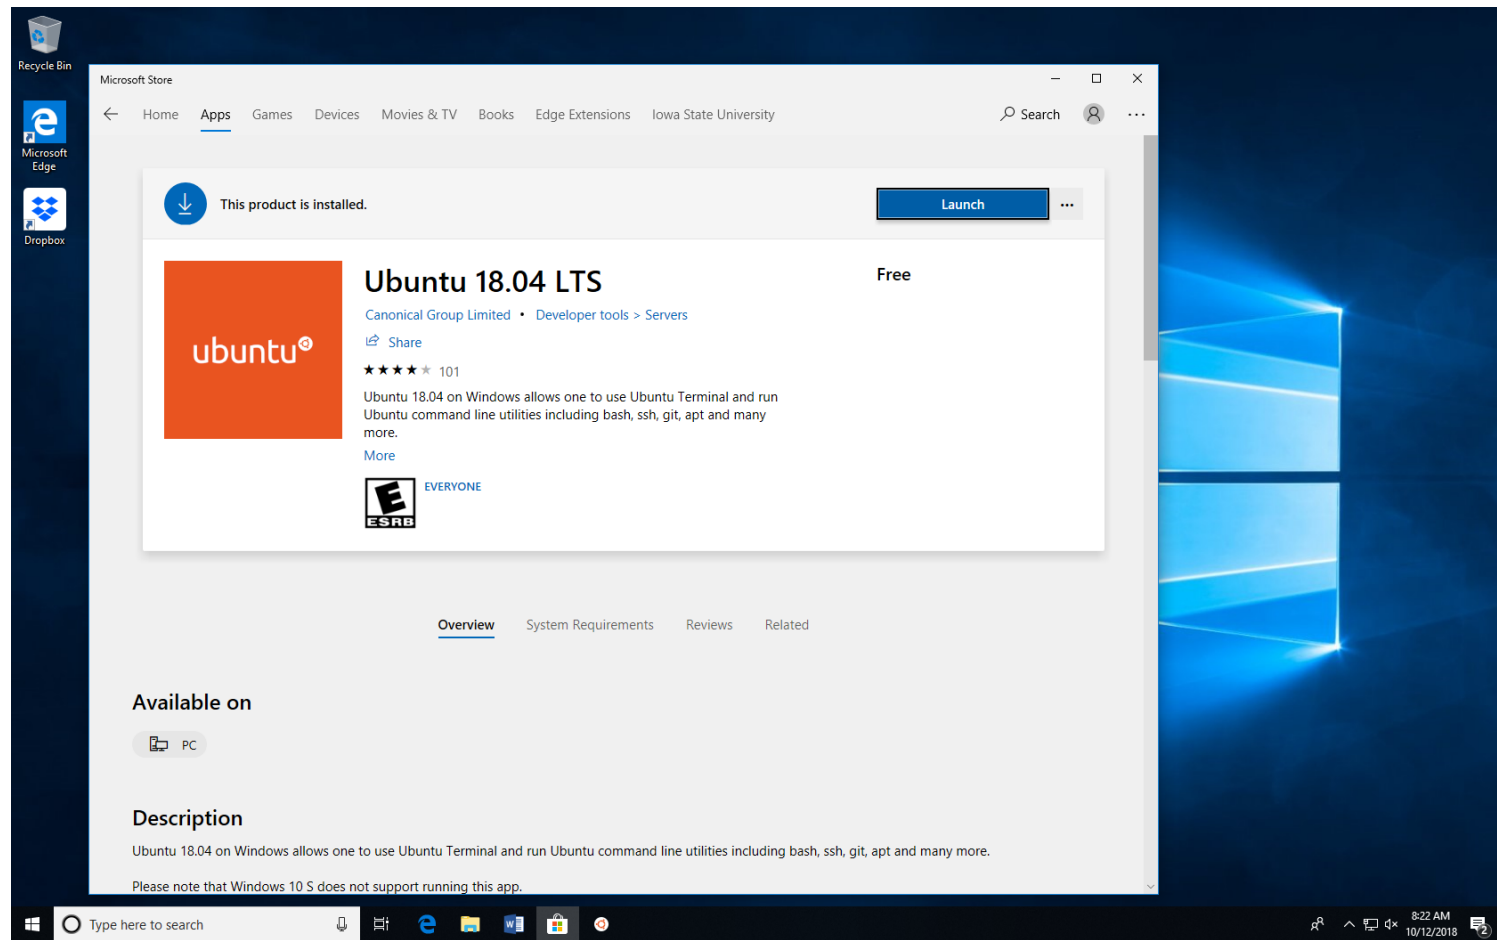 Recycle Bin
Microsoft Edge
Dropbox
Microsoft Store
Home Apps Games Devices Movies & TV Books Edge Extensions Iowa State University Search
This product is installed.
Launch
ubuntu
Ubuntu 18.04 LTS
Free
Canonical Group Limited • Developer tools > Servers
Share
101
Ubuntu 18.04 on Windows allows one to use Ubuntu Terminal and run
Ubuntu command line utilities including bash, ssh, git, apt and many
more.
More
E
ESRB
EVERYONE
Overview System Requirements Reviews Related
Available on
PC
Description
Ubuntu 18.04 on Windows allows one to use Ubuntu Terminal and run Ubuntu command line utilities including bash, ssh, git, apt and many more.
Please note that Windows 10 S does not support running this app.
Type here to search
8:22 AM
10/12/2018
2